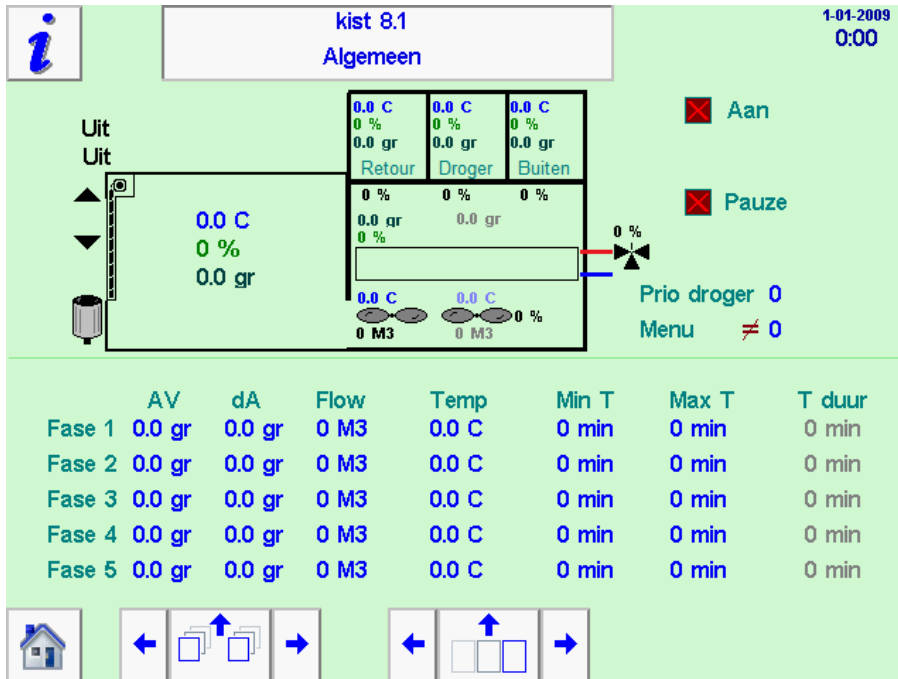 i
kist 8.1
Algemeen
1-01-2009
0:00
Uit
Uit
0.0 C
0 %
0.0 gr
0.0 C 0.0 C 0.0 C
0 % 0 % 0 %
0.0 gr 0.0 gr 0.0 gr
Retour Droger Buiten
0 % 0 % 0 %
0.0 gr 0.0 gr
0 %
0 %
0.0 C 0.0 C
0 %
0 M3 0 M3
Aan
Pauze
Prio droger 0
Menu ≠ 0
AV dA Flow Temp Min T Max T T duur
Fase 1 0.0 gr 0.0 gr 0 M3 0.0 C 0 min 0 min 0 min
Fase 2 0.0 gr 0.0 gr 0 M3 0.0 C 0 min 0 min 0 min
Fase 3 0.0 gr 0.0 gr 0 M3 0.0 C 0 min 0 min 0 min
Fase 4 0.0 gr 0.0 gr 0 M3 0.0 C 0 min 0 min 0 min
Fase 5 0.0 gr 0.0 gr 0 M3 0.0 C 0 min 0 min 0 min